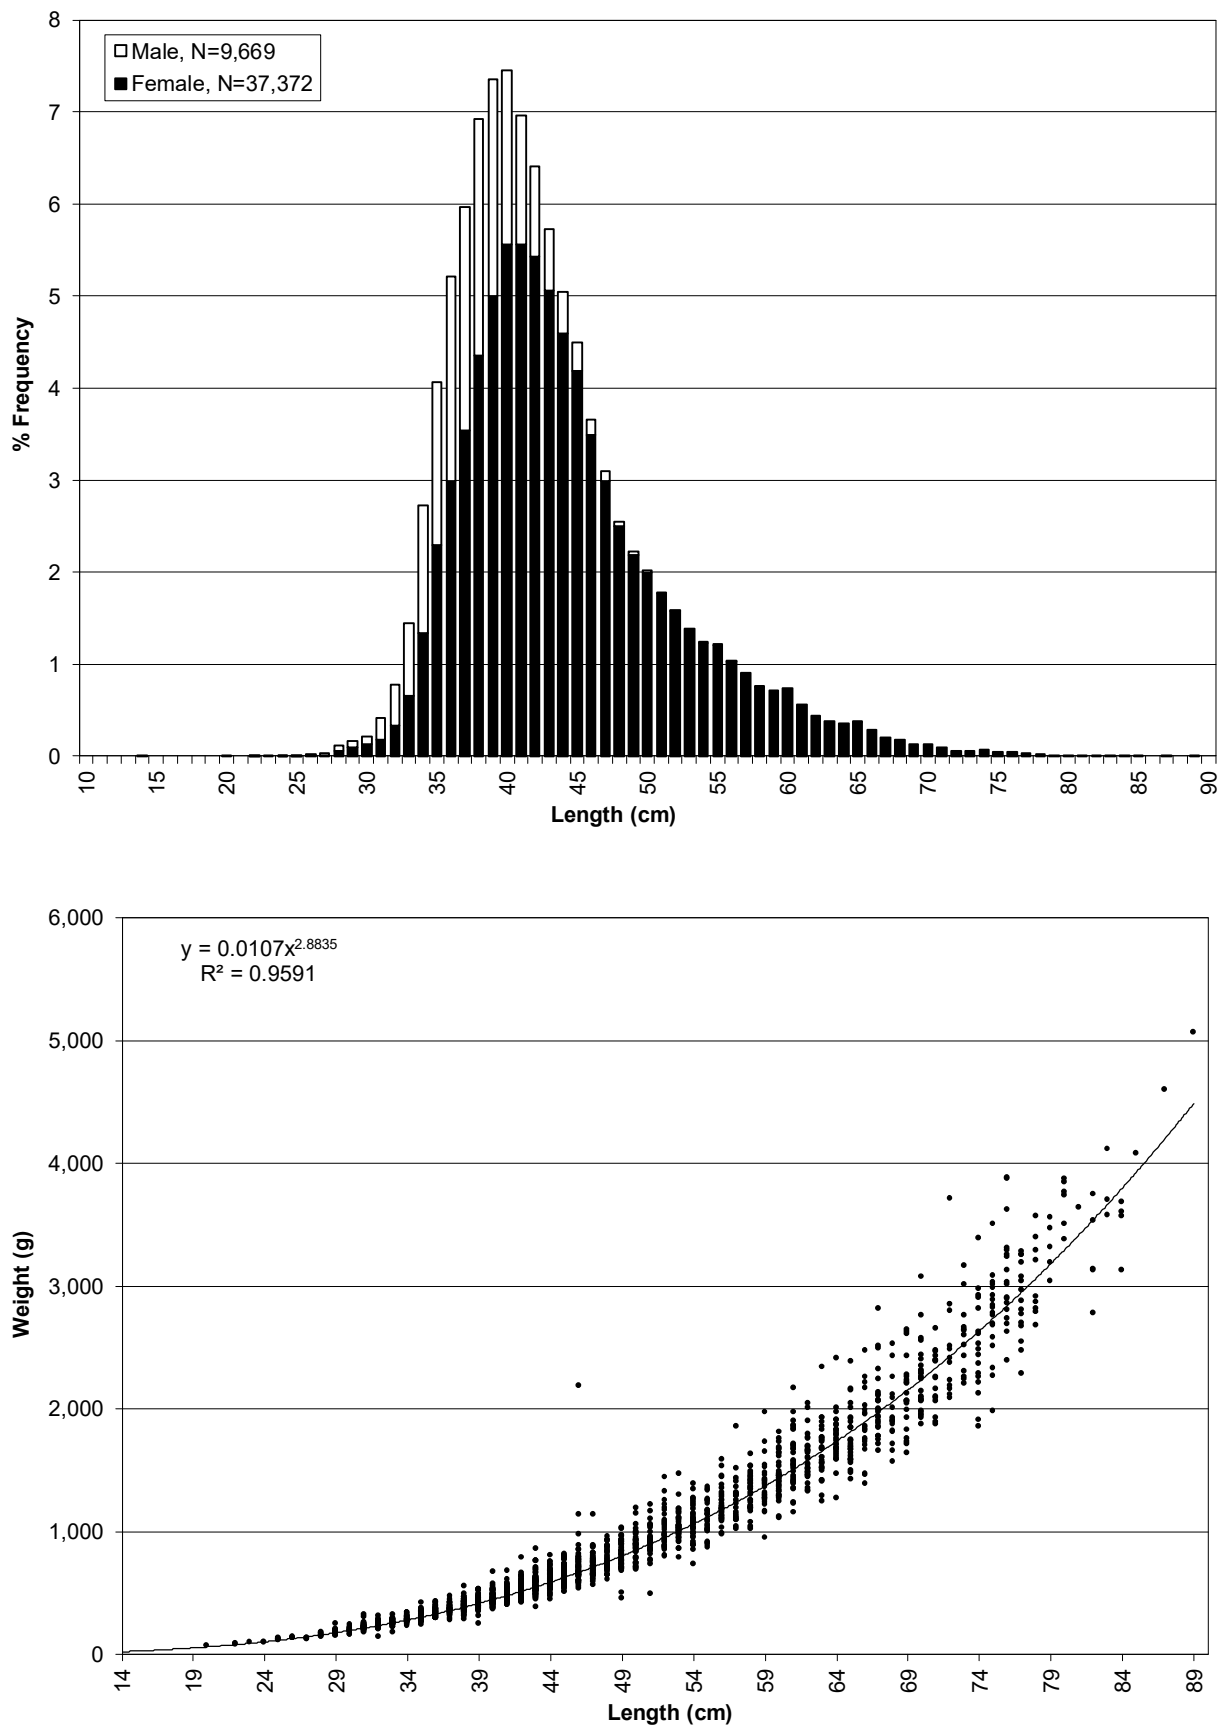 8
Male, N=9,669
Female, N=37,372
7
6
5
4
3
2
1
0
% Frequency
10 15 20 25 30 35 40 45 50 55 60 65 70 75 80 85 90
Length (cm)
6,000
y = 0.0107x^2.8835
R² = 0.9591
5,000
4,000
3,000
2,000
1,000
0
Weight (g)
14 19 24 29 34 39 44 49 54 59 64 69 74 79 84 89
Length (cm)